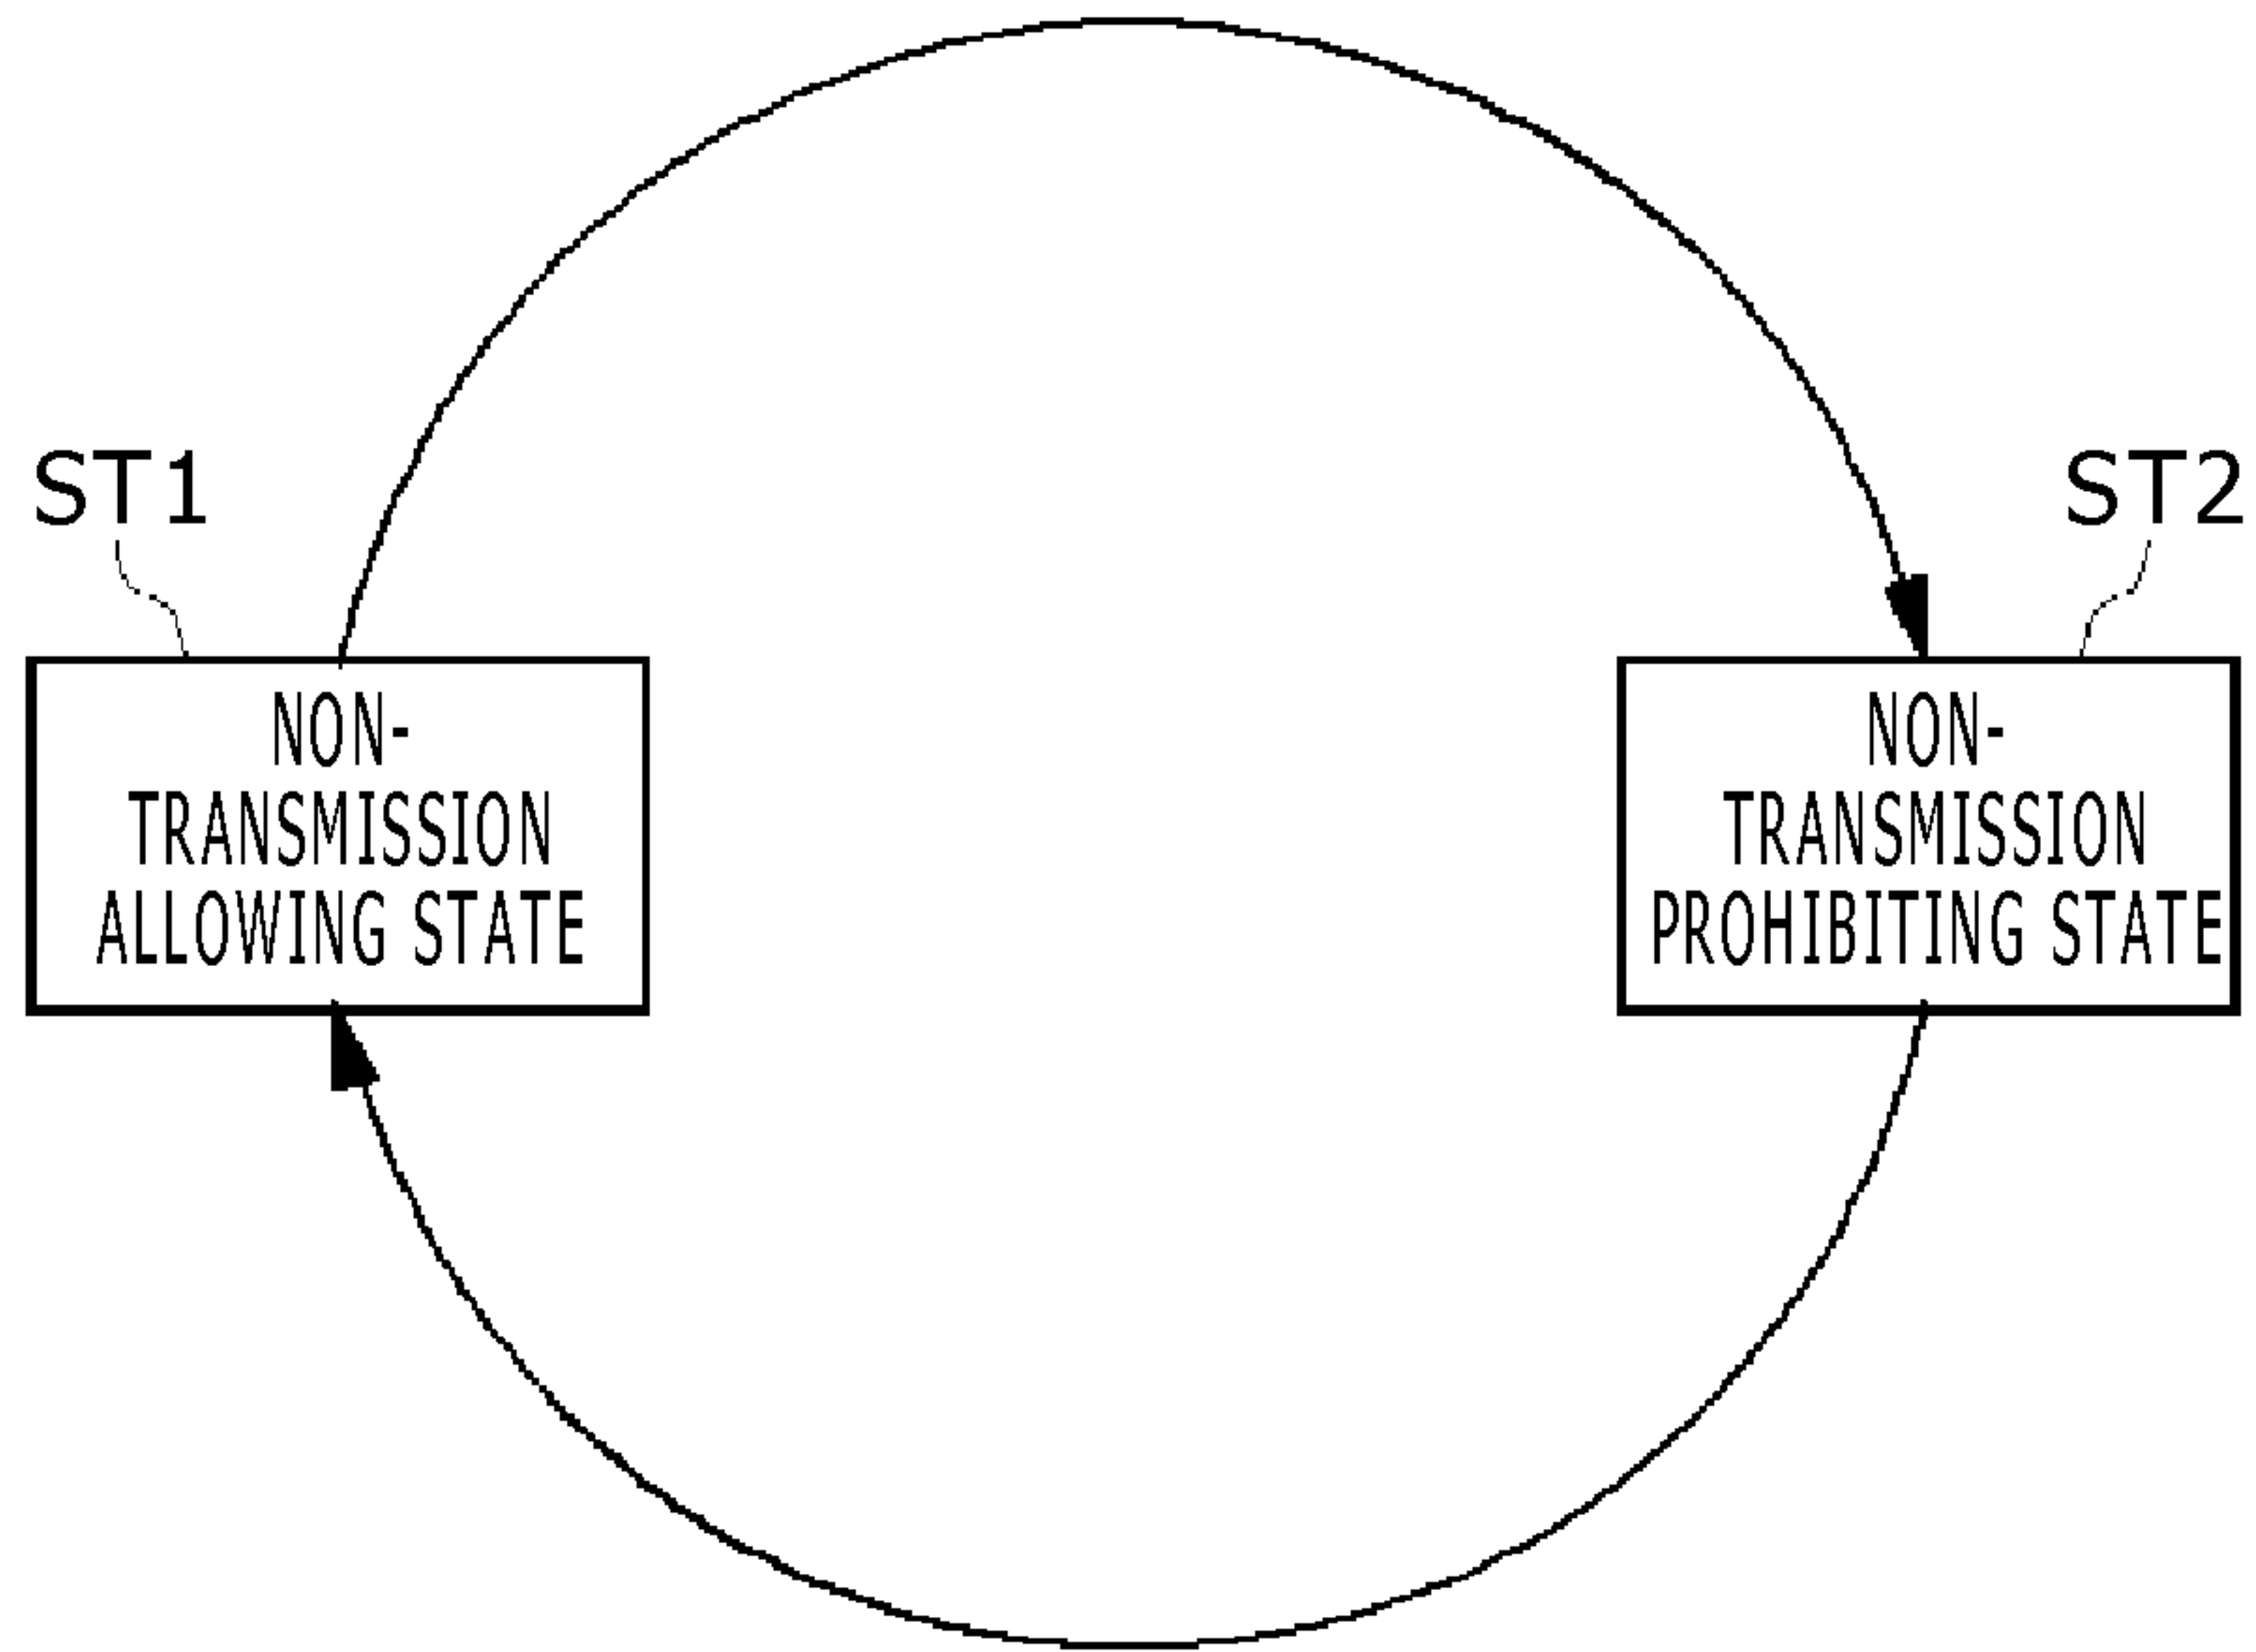 ST1
ST2
NON-
TRANSMISSION
ALLOWING STATE
NON-
TRANSMISSION
PROHIBITING STATE